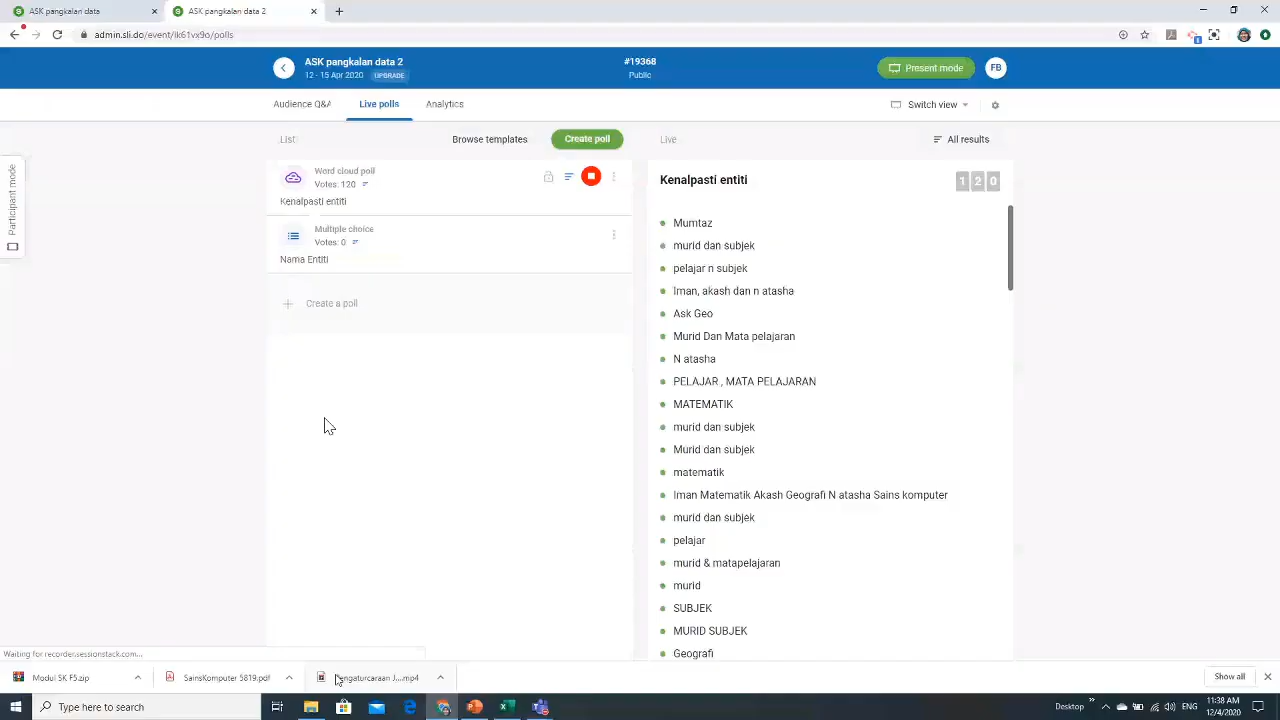 ASK pangkalan data
ASK pangkalan data 2
admin.sli.do/event/ik61vx9o/polls
ASK pangkalan data 2
12 - 15 Apr 2020 UPGRADE
#19368
Public
Present mode
FB
Audience Q&A
Live polls
Analytics
Switch view
List
Browse templates
Create poll
Live
All results
Participant mode
Word cloud poll
Votes: 120
Kenalpasti entiti
Multiple choice
Votes: 0
Nama Entiti
Create a poll
Kenalpasti entiti
120
Mumtaz
murid dan subjek
pelajar n subjek
Iman, akash dan n atasha
Ask Geo
Murid Dan Mata pelajaran
N atasha
PELAJAR , MATA PELAJARAN
MATEMATIK
murid dan subjek
Murid dan subjek
matematik
Iman Matematik Akash Geografi N atasha Sains komputer
murid dan subjek
pelajar
murid & matapelajaran
murid
SUBJEK
MURID SUBJEK
Geografi
Waiting for recorder.sessionstack.com...
Modul SK F5.zip
SainsKomputer 5819.pdf
engaturcaraan J....mp4
Show all
Type here to search
Desktop
ENG
11:38 AM
12/4/2020